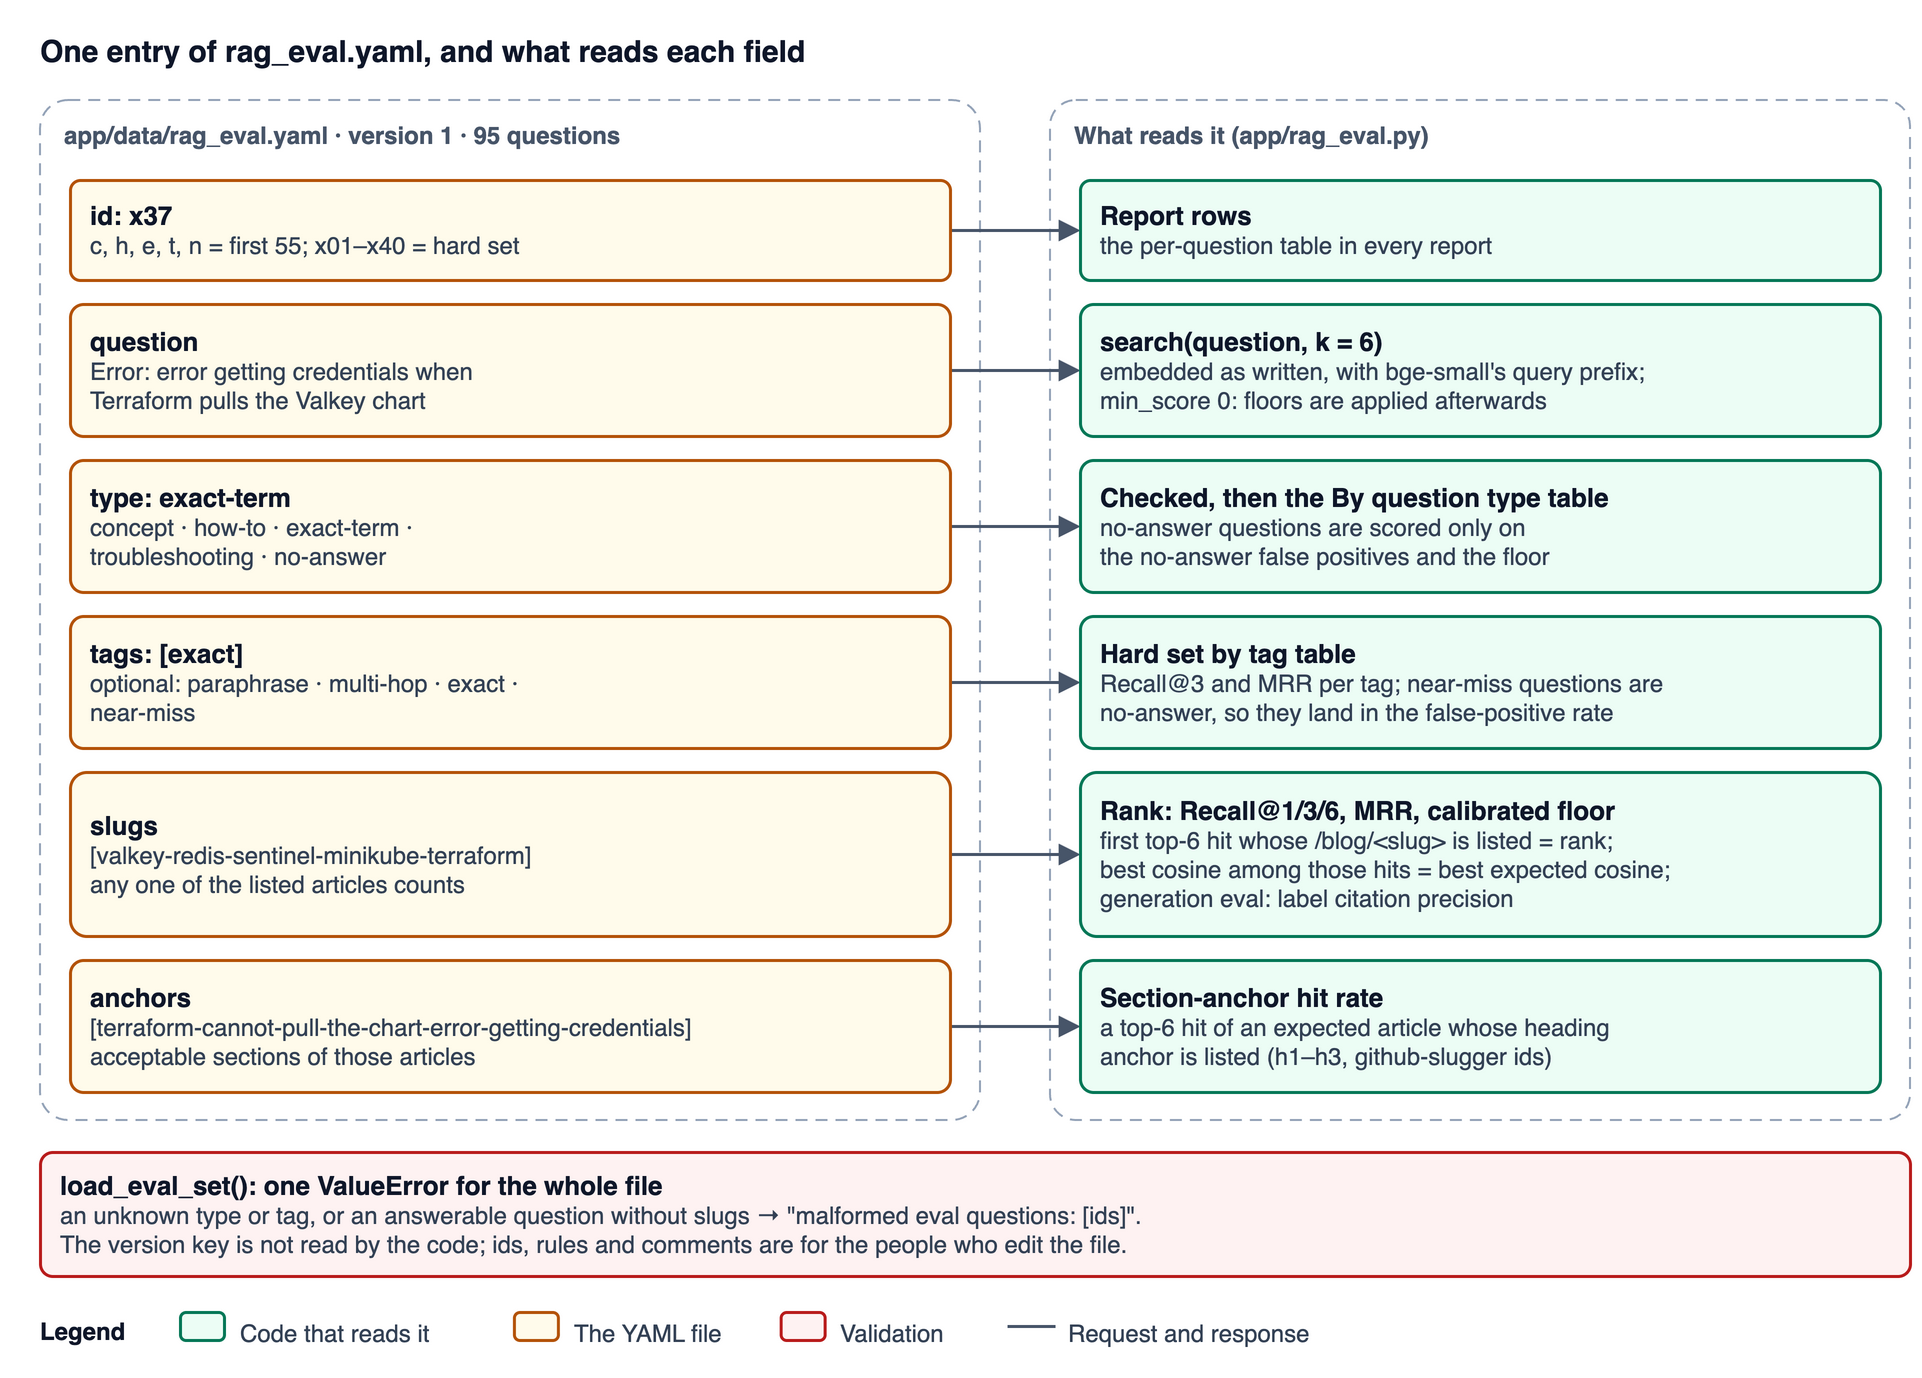 One entry of rag_eval.yaml, and what reads each field
app/data/rag_eval.yaml · version 1 · 95 questions
id: x37
c, h, e, t, n = first 55; x01–x40 = hard set
question
Error: error getting credentials when
Terraform pulls the Valkey chart
type: exact-term
concept · how-to · exact-term ·
troubleshooting · no-answer
tags: [exact]
optional: paraphrase · multi-hop · exact ·
near-miss
slugs
[valkey-redis-sentinel-minikube-terraform]
any one of the listed articles counts
anchors
[terraform-cannot-pull-the-chart-error-getting-credentials]
acceptable sections of those articles
What reads it (app/rag_eval.py)
Report rows
the per-question table in every report
search(question, k = 6)
embedded as written, with bge-small's query prefix;
min_score 0: floors are applied afterwards
Checked, then the By question type table
no-answer questions are scored only on
the no-answer false positives and the floor
Hard set by tag table
Recall@3 and MRR per tag; near-miss questions are
no-answer, so they land in the false-positive rate
Rank: Recall@1/3/6, MRR, calibrated floor
first top-6 hit whose /blog/<slug> is listed = rank;
best cosine among those hits = best expected cosine;
generation eval: label citation precision
Section-anchor hit rate
a top-6 hit of an expected article whose heading
anchor is listed (h1–h3, github-slugger ids)
load_eval_set(): one ValueError for the whole file
an unknown type or tag, or an answerable question without slugs → "malformed eval questions: [ids]".
The version key is not read by the code; ids, rules and comments are for the people who edit the file.
Legend
Code that reads it
The YAML file
Validation
Request and response